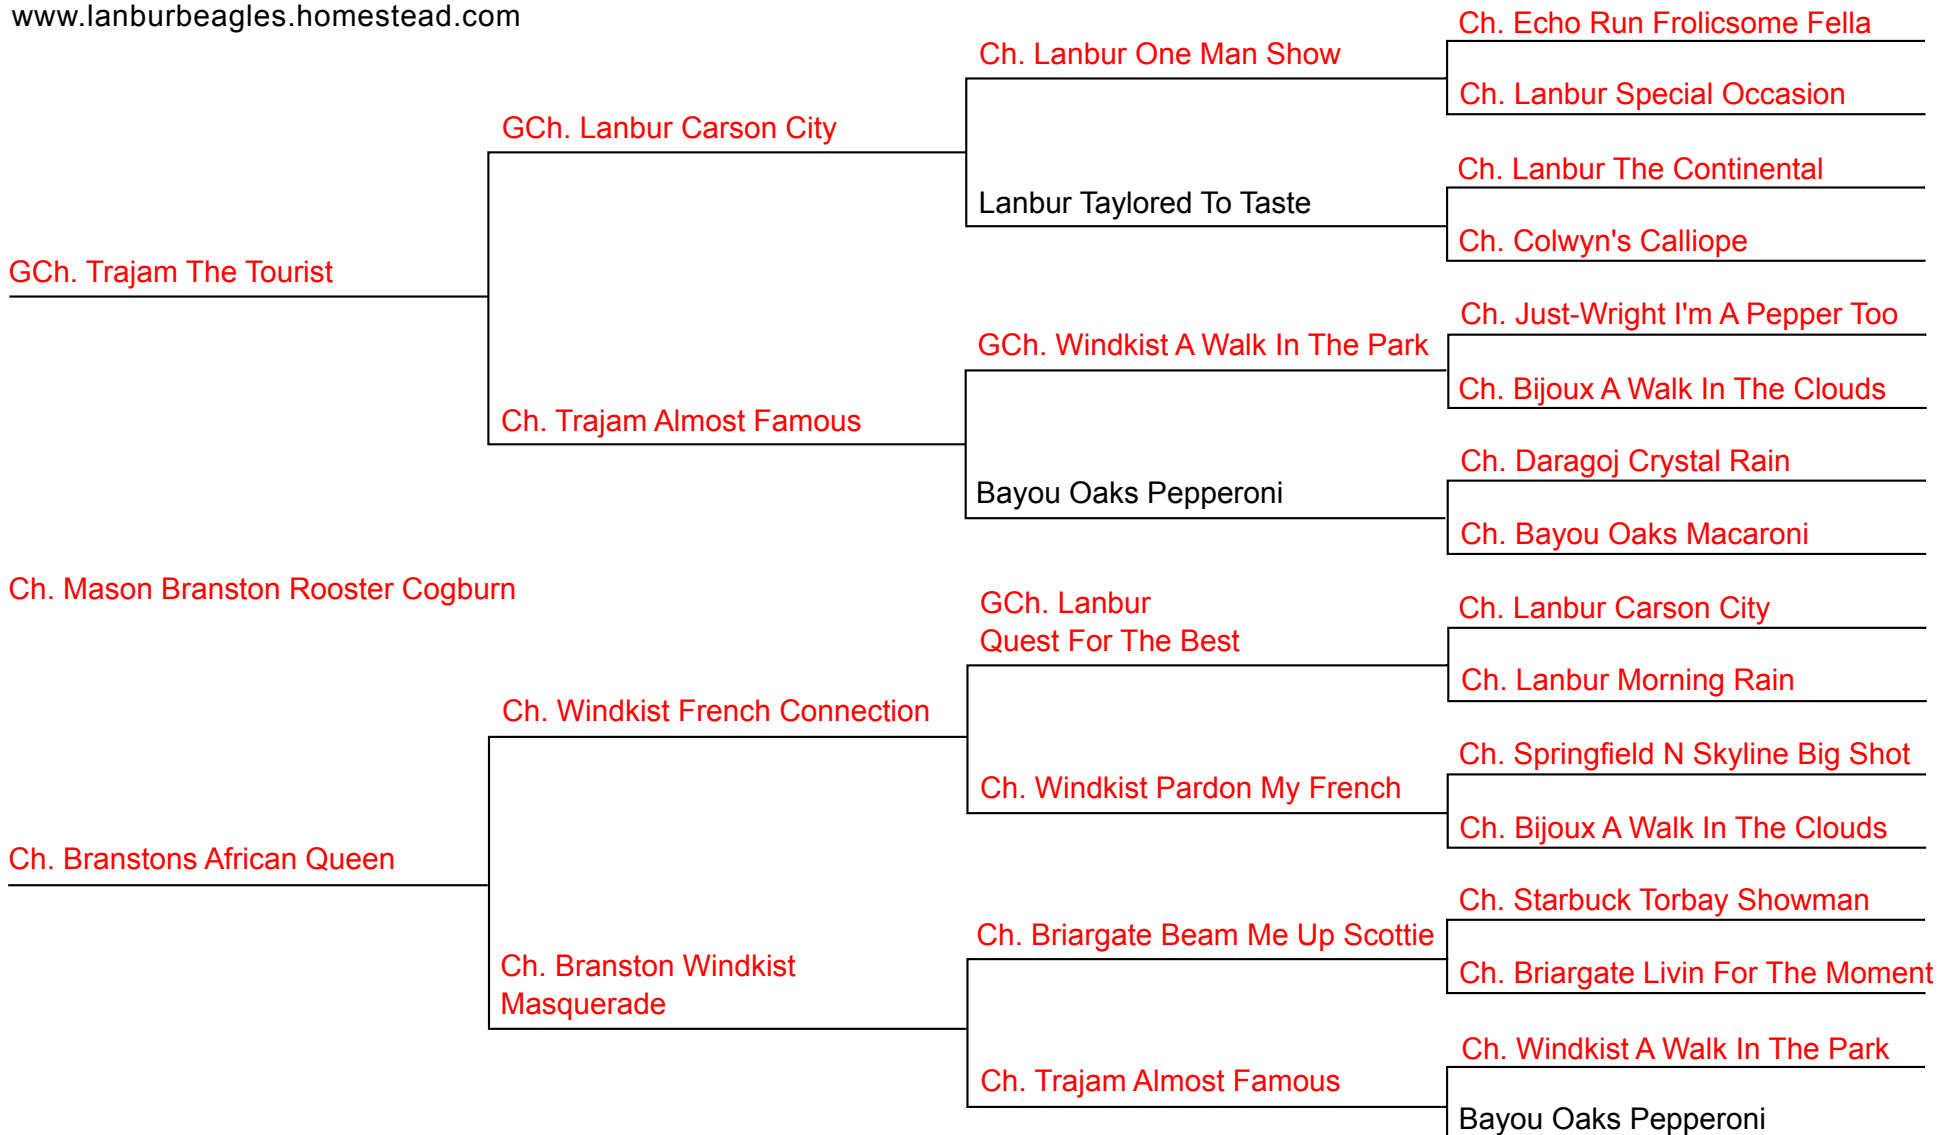 www.lanburbeagles.homestead.com
Ch. Echo Run Frolicsome Fella
Ch. Lanbur One Man Show
Ch. Lanbur Special Occasion
GCh. Lanbur Carson City
Ch. Lanbur The Continental
Lanbur Taylored To Taste
Ch. Colwyn's Calliope
GCh. Trajam The Tourist
Ch. Just-Wright I'm A Pepper Too
GCh. Windkist A Walk In The Park
Ch. Bijoux A Walk In The Clouds
Ch. Trajam Almost Famous
Ch. Daragoj Crystal Rain
Bayou Oaks Pepperoni
Ch. Bayou Oaks Macaroni
Ch. Mason Branston Rooster Cogburn
GCh. Lanbur
Quest For The Best
Ch. Lanbur Carson City
Ch. Lanbur Morning Rain
Ch. Windkist French Connection
Ch. Springfield N Skyline Big Shot
Ch. Windkist Pardon My French
Ch. Bijoux A Walk In The Clouds
Ch. Branstons African Queen
Ch. Starbuck Torbay Showman
Ch. Briargate Beam Me Up Scottie
Ch. Briargate Livin For The Moment
Ch. Branston Windkist
Masquerade
Ch. Windkist A Walk In The Park
Ch. Trajam Almost Famous
Bayou Oaks Pepperoni